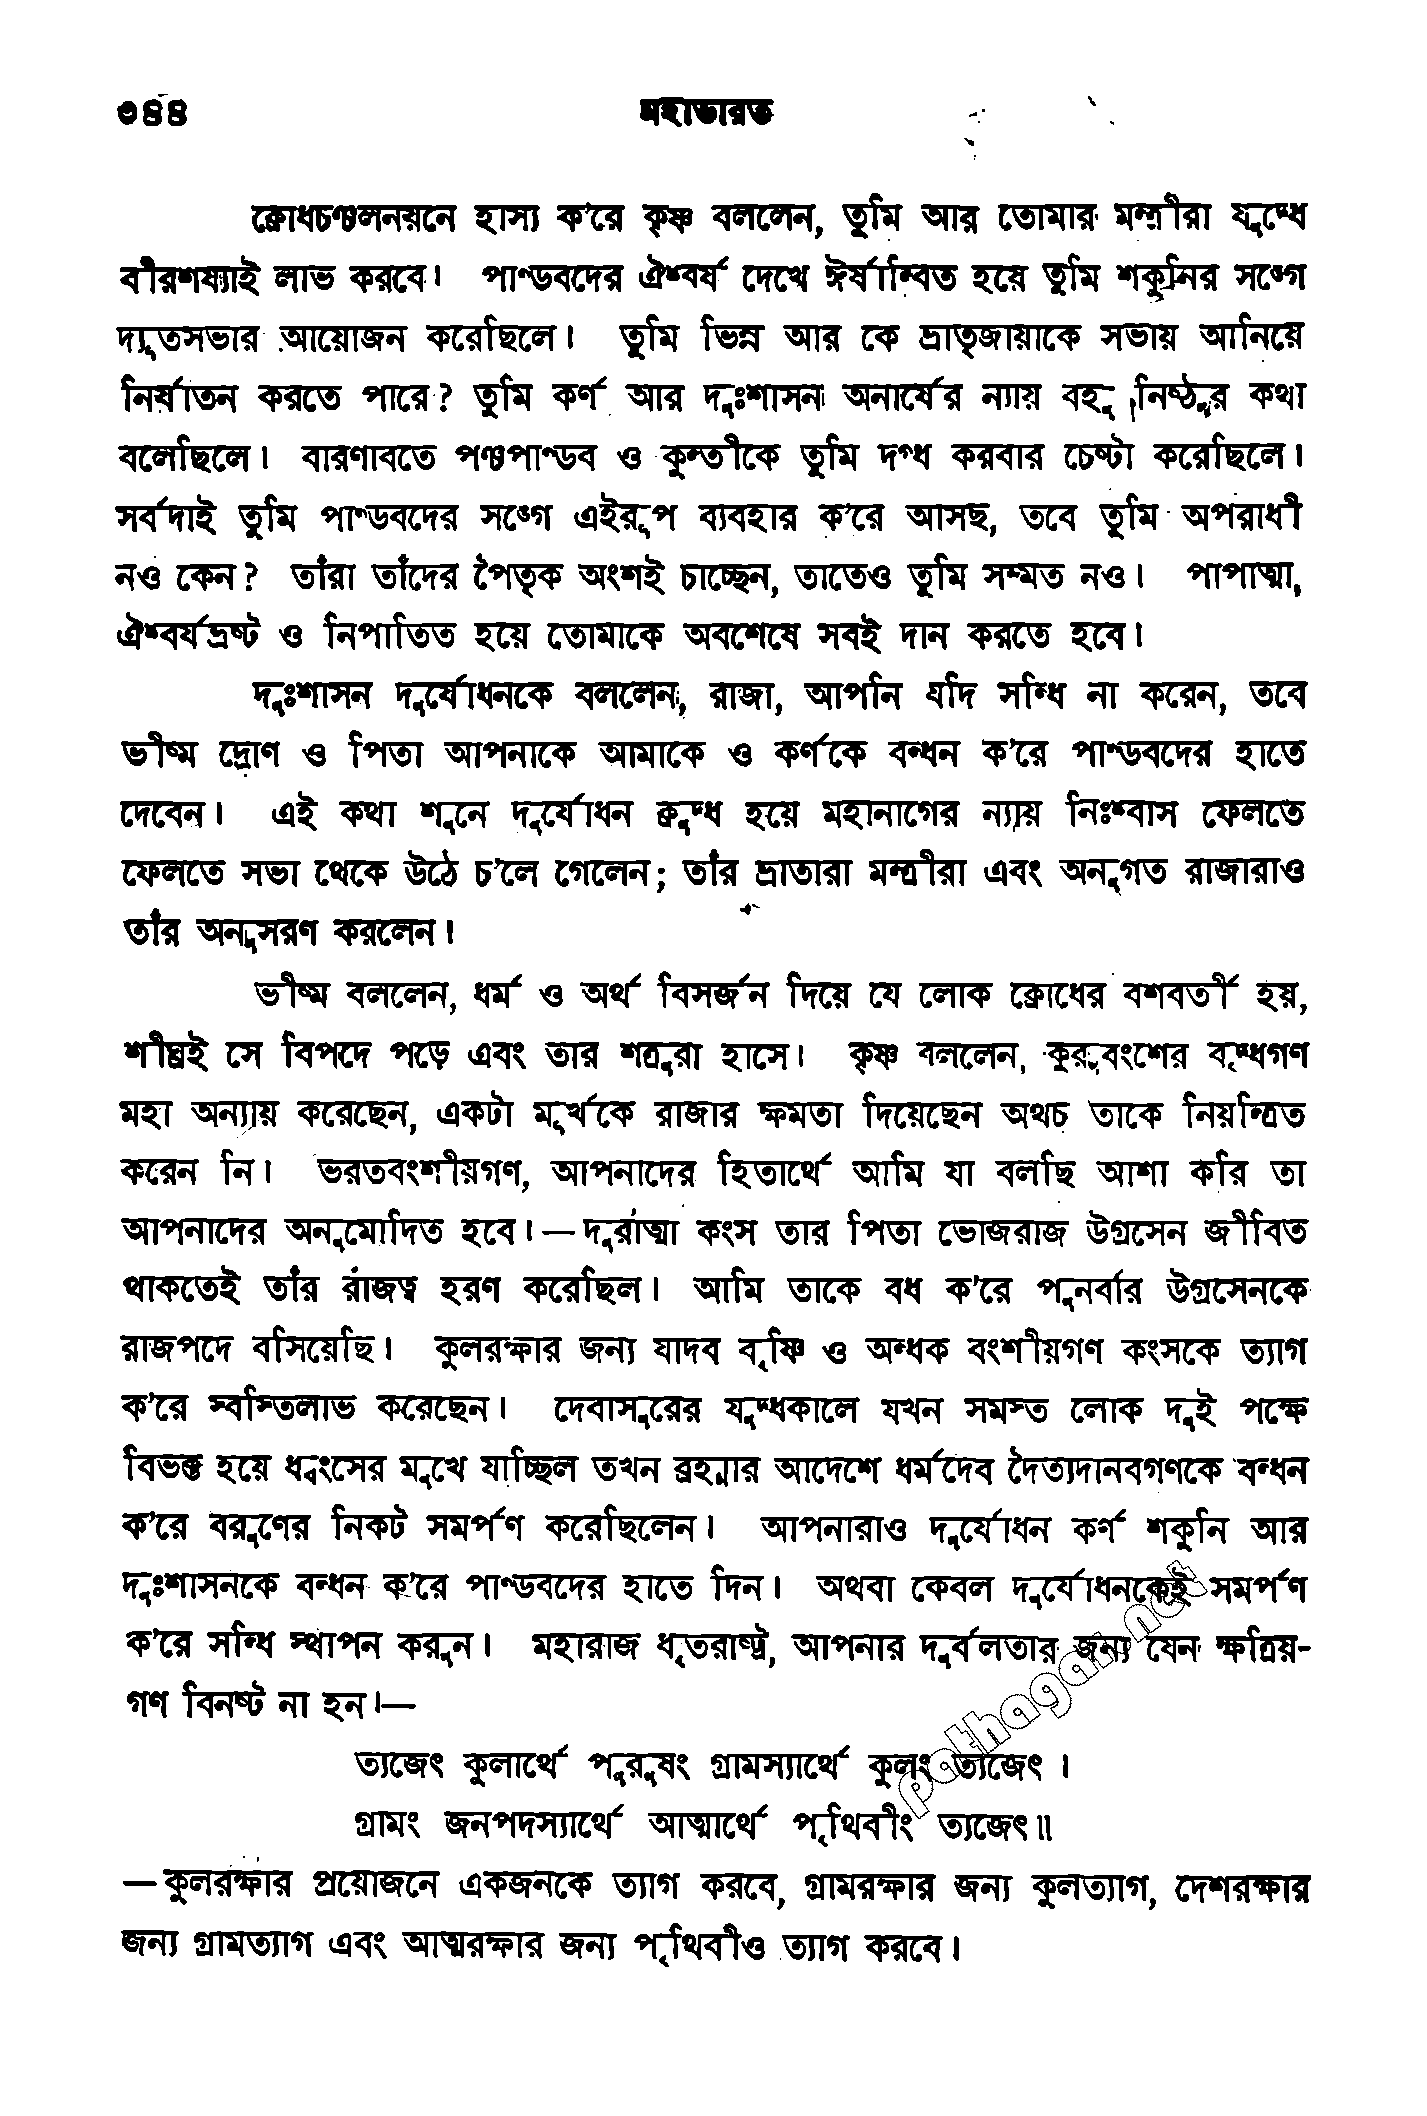 ৩৪৪ মহাভারত
ক্রোধচঞ্চলনয়নে হাস্য ক'রে কৃষ্ণ বললেন, তুমি আর তোমার মন্ত্রীরা যুদ্ধে
বীরশয্যাই লাভ করবে। পাণ্ডবদের ঐশ্বর্য দেখে ঈর্ষান্বিত হয়ে তুমি শকুনির সঙ্গে
দ্যূতসভার আয়োজন করেছিলে। তুমি ভিন্ন আর কে ভ্রাতৃজায়াকে সভায় আনিয়ে
নির্যাতন করতে পারে? তুমি কর্ণ আর দুঃশাসন অনার্যের ন্যায় বহু নিষ্ঠুর কথা
বলেছিলে। বারণাবতে পঞ্চপাণ্ডব ও কুন্তীকে তুমি দগ্ধ করবার চেষ্টা করেছিলে।
সর্বদাই তুমি পাণ্ডবদের সঙ্গে এইরূপ ব্যবহার ক'রে আসছ, তবে তুমি অপরাধী
নও কেন? তাঁরা তাঁদের পৈতৃক অংশই চাচ্ছেন, তাতেও তুমি সম্মত নও। পাপাত্মা,
ঐশ্বর্যভ্রষ্ট ও নিপাতিত হয়ে তোমাকে অবশেষে সবই দান করতে হবে।
দুঃশাসন দুর্যোধনকে বললেন, রাজা, আপনি যদি সন্ধি না করেন, তবে
ভীষ্ম দ্রোণ ও পিতা আপনাকে আমাকে ও কর্ণকে বন্ধন ক'রে পাণ্ডবদের হাতে
দেবেন। এই কথা শুনে দুর্যোধন ক্রুদ্ধ হয়ে মহানাগের ন্যায় নিঃশ্বাস ফেলতে
ফেলতে সভা থেকে উঠে চ'লে গেলেন; তাঁর ভ্রাতারা মন্ত্রীরা এবং অনুগত রাজারাও
তাঁর অনুসরণ করলেন।
ভীষ্ম বললেন, ধর্ম ও অর্থ বিসর্জন দিয়ে যে লোক ক্রোধের বশবর্তী হয়,
শীঘ্রই সে বিপদে পড়ে এবং তার শত্রুরা হাসে। কৃষ্ণ বললেন, কুরুবংশের বৃদ্ধগণ
মহা অন্যায় করেছেন, একটা মূর্খকে রাজার ক্ষমতা দিয়েছেন অথচ তাকে নিয়ন্ত্রিত
করেন নি। ভরতবংশীয়গণ, আপনাদের হিতার্থে আমি যা বলছি আশা করি তা
আপনাদের অনুমোদিত হবে।—দুরাত্মা কংস তার পিতা ভোজরাজ উগ্রসেন জীবিত
থাকতেই তাঁর রাজত্ব হরণ করেছিল। আমি তাকে বধ ক'রে পুনর্বার উগ্রসেনকে
রাজপদে বসিয়েছি। কুলরক্ষার জন্য যাদব বৃষ্ণি ও অন্ধক বংশীয়গণ কংসকে ত্যাগ
ক'রে স্বস্তিলাভ করেছেন। দেবাসুরের যুদ্ধকালে যখন সমস্ত লোক দুই পক্ষে
বিভক্ত হয়ে ধ্বংসের মুখে যাচ্ছিল তখন ব্রহ্মার আদেশে ধর্মদেব দৈত্যদানবগণকে বন্ধন
ক'রে বরুণের নিকট সমর্পণ করেছিলেন। আপনারাও দুর্যোধন কর্ণ শকুনি আর
দুঃশাসনকে বন্ধন ক'রে পাণ্ডবদের হাতে দিন। অথবা কেবল দুর্যোধনকেই সমর্পণ
ক'রে সন্ধি স্থাপন করুন। মহারাজ ধৃতরাষ্ট্র, আপনার দুর্বলতার জন্য যেন ক্ষত্রিয়-
গণ বিনষ্ট না হন।—
ত্যজেৎ কুলার্থে পুরুষং গ্রামস্যার্থে কুলং ত্যজেৎ।
গ্রামং জনপদস্যার্থে আত্মার্থে পৃথিবীং ত্যজেৎ॥
—কুলরক্ষার প্রয়োজনে একজনকে ত্যাগ করবে, গ্রামরক্ষার জন্য কুলত্যাগ, দেশরক্ষার
জন্য গ্রামত্যাগ এবং আত্মরক্ষার জন্য পৃথিবীও ত্যাগ করবে।
pathagar.net